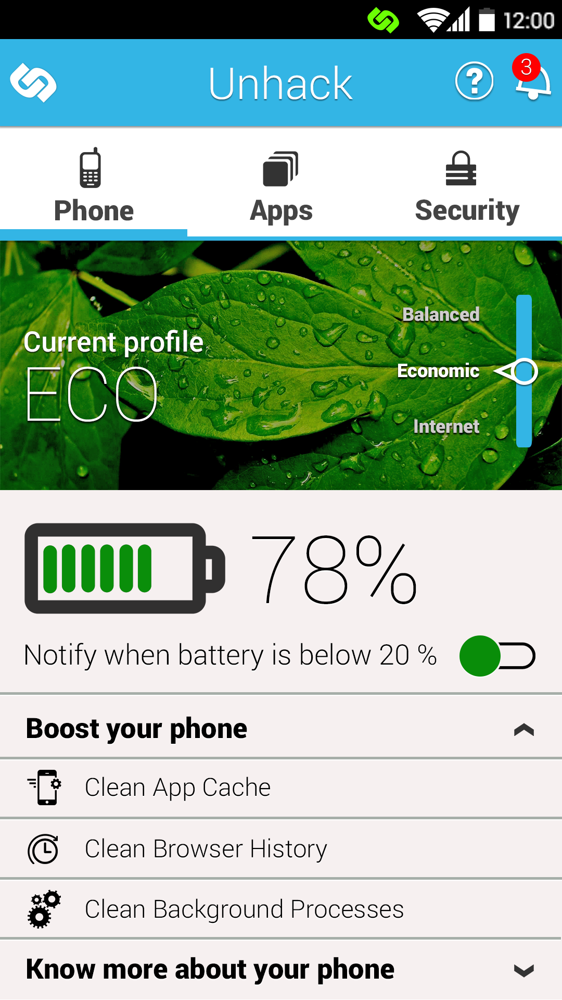 12:00
Unhack
?
3
Phone
Apps
Security
Balanced
Current profile
Economic
ECO
Internet
78%
Notify when battery is below 20 %
Boost your phone
Clean App Cache
Clean Browser History
Clean Background Processes
Know more about your phone